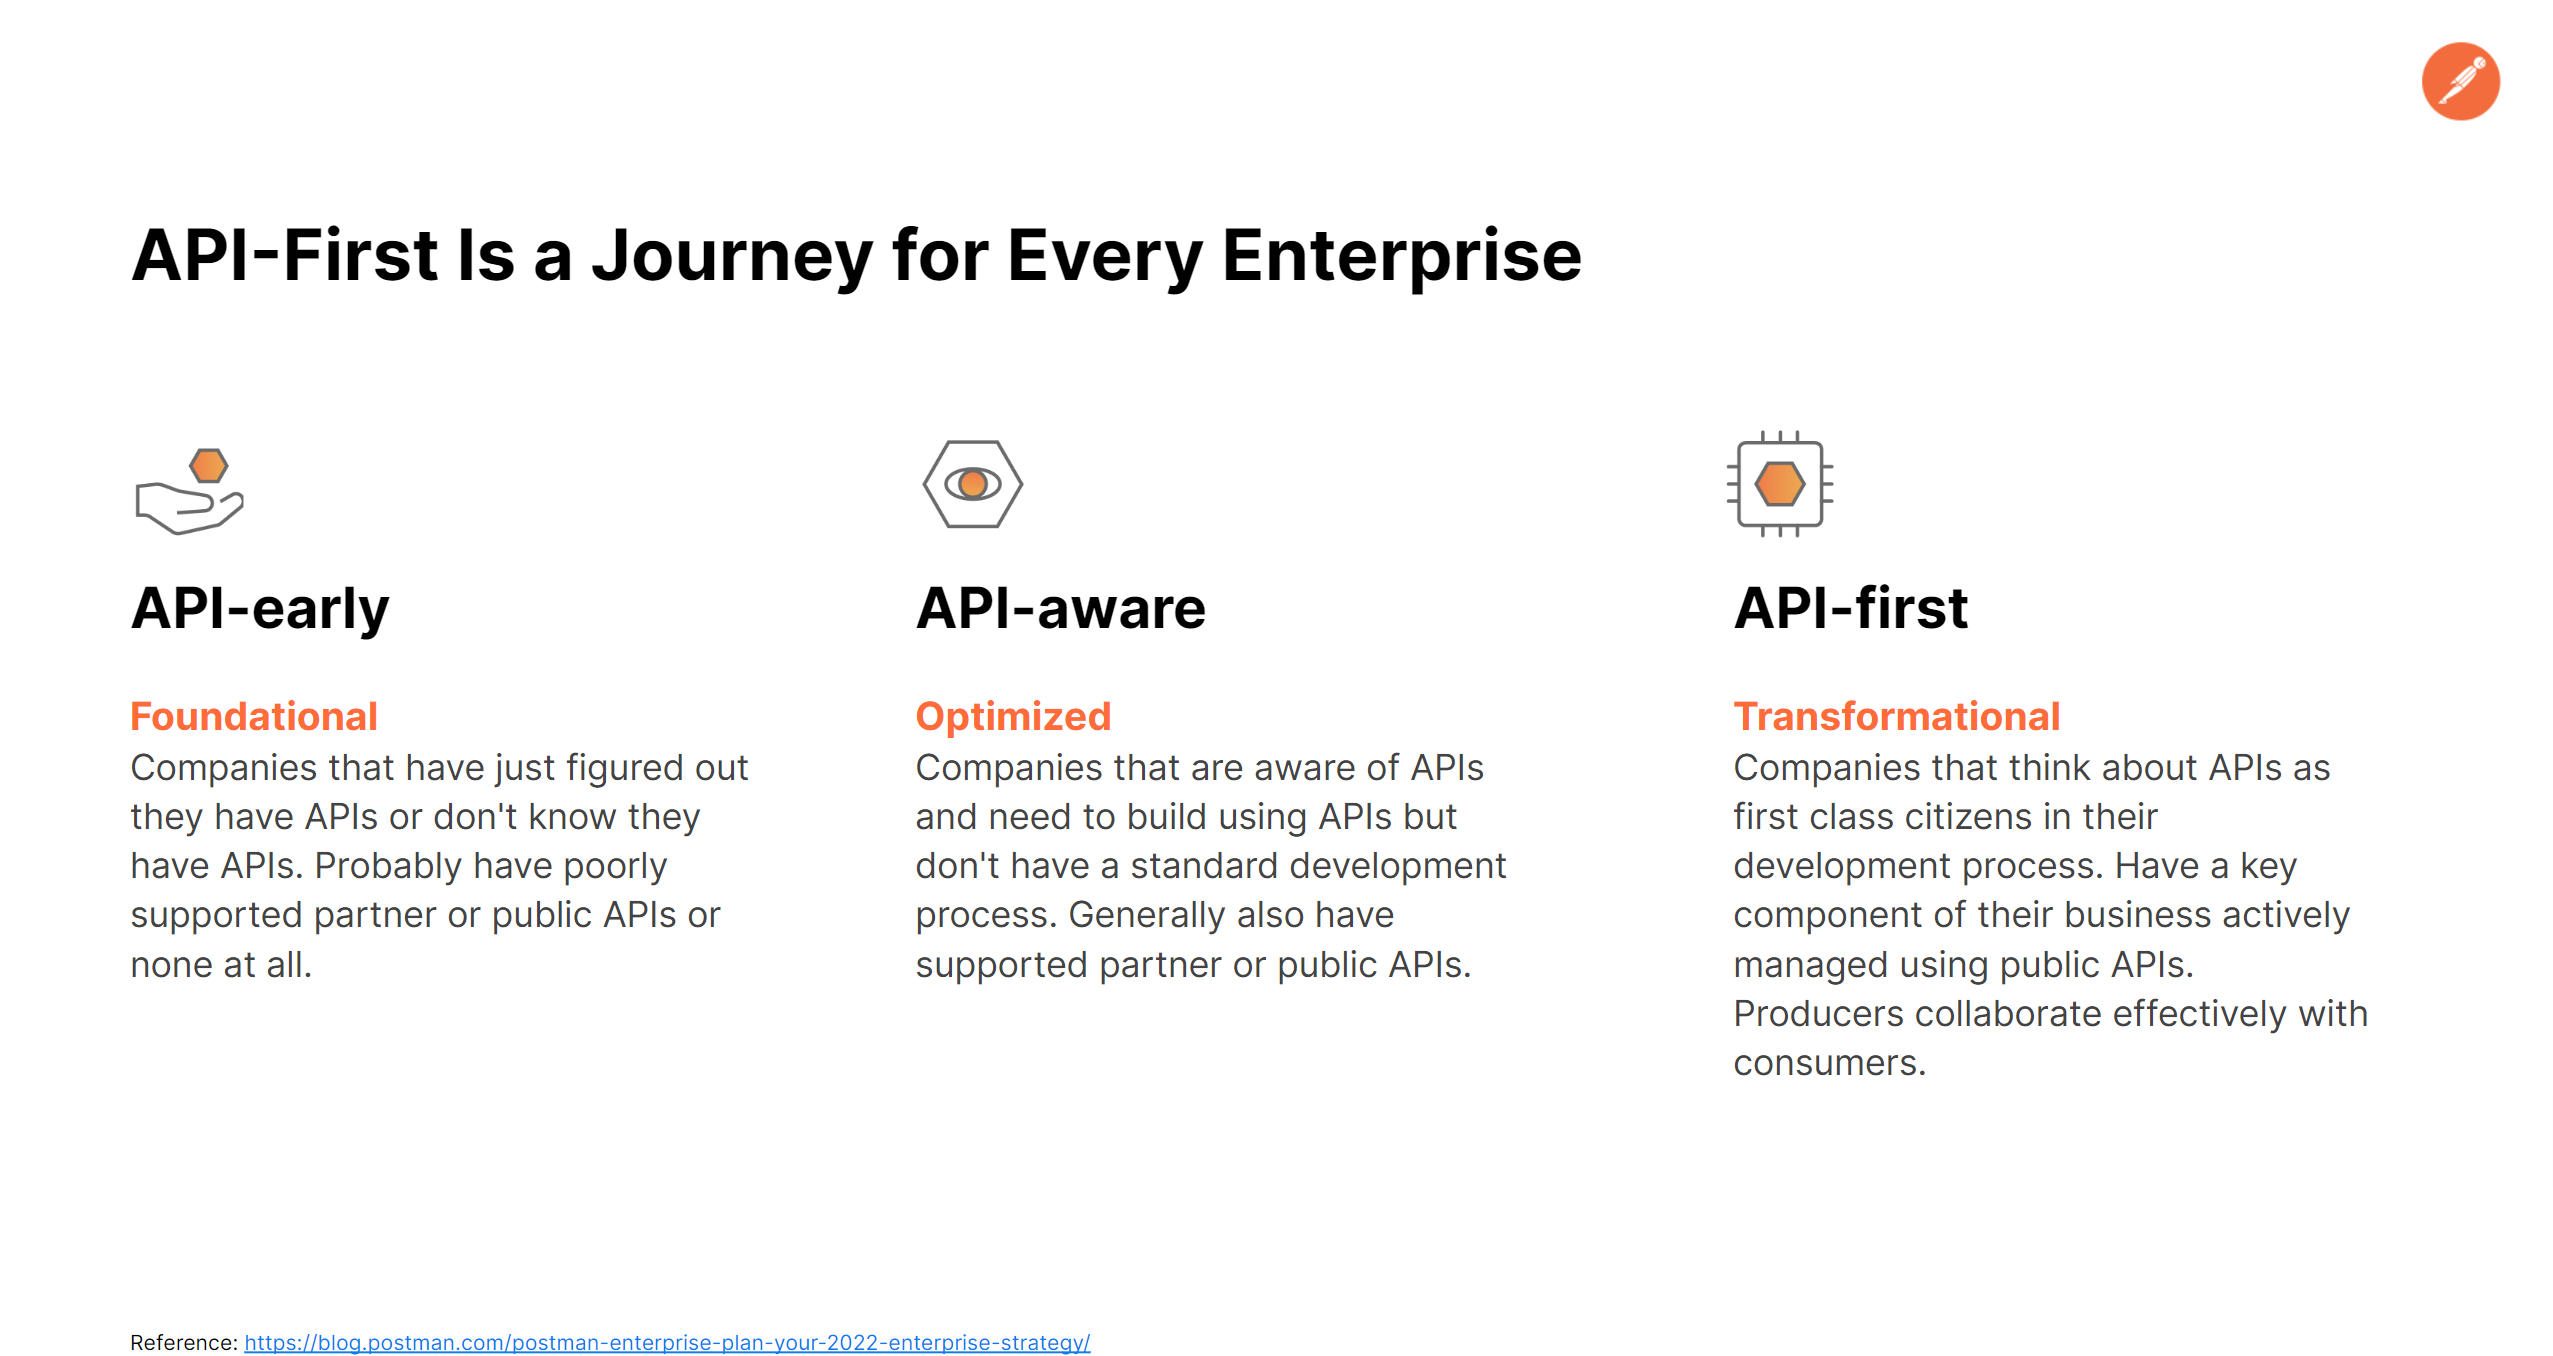 API-First Is a Journey for Every Enterprise
API-early
Foundational
Companies that have just figured out
they have APIs or don't know they
have APIs. Probably have poorly
supported partner or public APIs or
none at all.
API-aware
Optimized
Companies that are aware of APIs
and need to build using APIs but
don't have a standard development
process. Generally also have
supported partner or public APIs.
API-first
Transformational
Companies that think about APIs as
first class citizens in their
development process. Have a key
component of their business actively
managed using public APIs.
Producers collaborate effectively with
consumers.
Reference: https://blog.postman.com/postman-enterprise-plan-your-2022-enterprise-strategy/